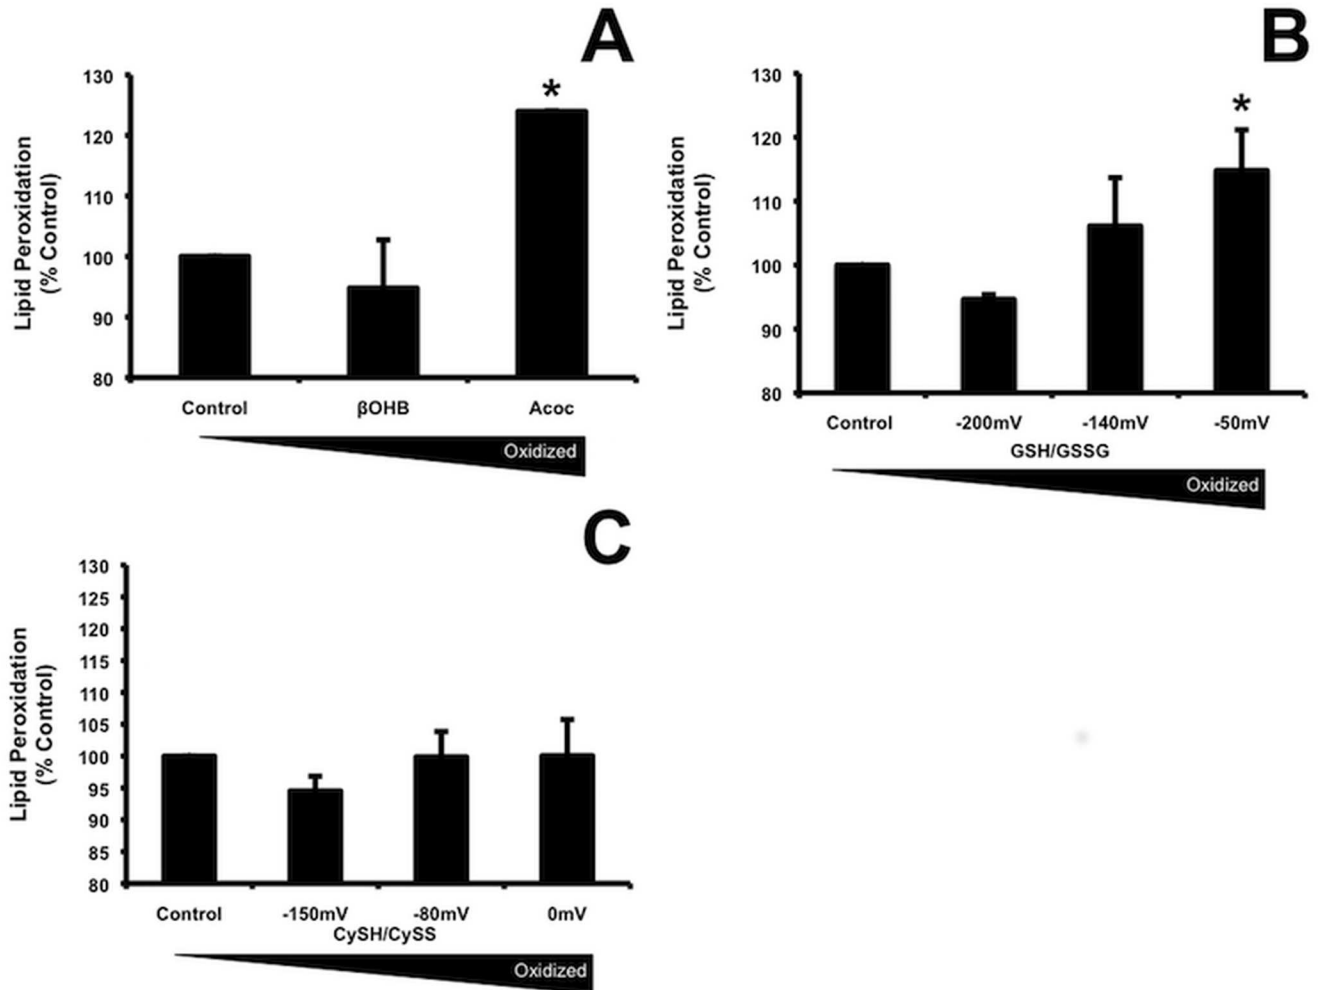 A
130
120
110
100
90
80
Lipid Peroxidation
(% Control)
*
Control βOHB Acoc
Oxidized
B
130
120
110
100
90
80
Lipid Peroxidation
(% Control)
*
Control -200mV -140mV -50mV
GSH/GSSG
Oxidized
C
130
125
120
115
110
105
100
95
90
85
80
Lipid Peroxidation
(% Control)
Control -150mV -80mV 0mV
CySH/CySS
Oxidized